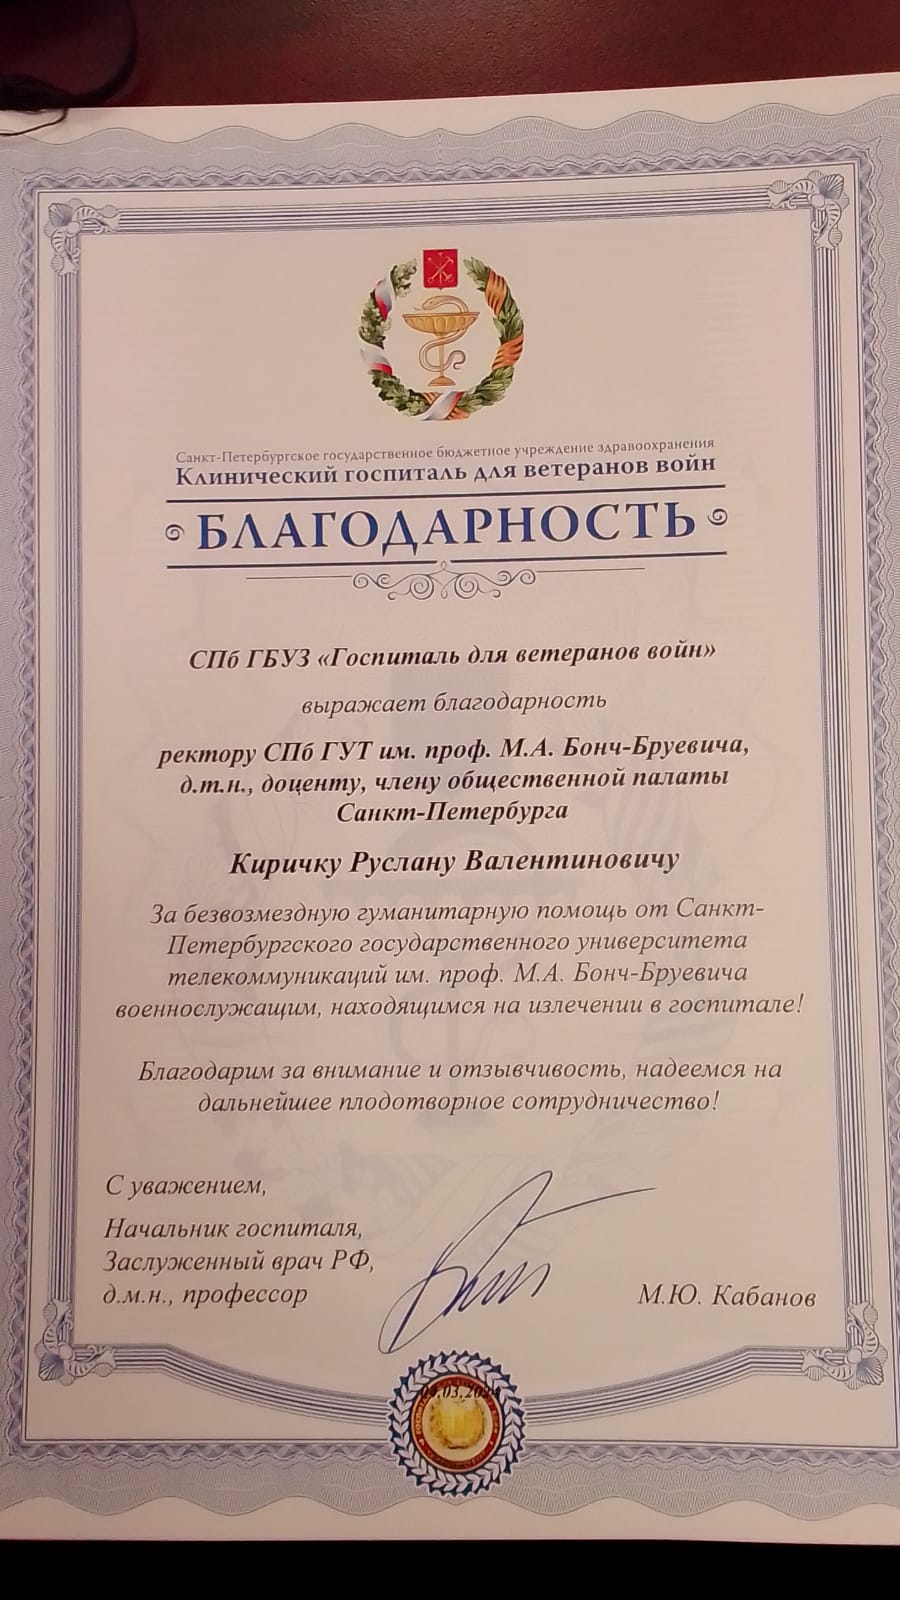 Санкт-Петербургское государственное бюджетное учреждение здравоохранения
Клинический госпиталь для ветеранов войн
БЛАГОДАРНОСТЬ
СПб ГБУЗ «Госпиталь для ветеранов войн»
выражает благодарность
ректору СПб ГУТ им. проф. М.А. Бонч-Бруевича,
д.т.н., доценту, члену общественной палаты
Санкт-Петербурга
Киричку Руслану Валентиновичу
За безвозмездную гуманитарную помощь от Санкт-
Петербургского государственного университета
телекоммуникаций им. проф. М.А. Бонч-Бруевича
военнослужащим, находящимся на излечении в госпитале!
Благодарим за внимание и отзывчивость, надеемся на
дальнейшее плодотворное сотрудничество!
С уважением,
Начальник госпиталя,
Заслуженный врач РФ,
д.м.н., профессор
М.Ю. Кабанов